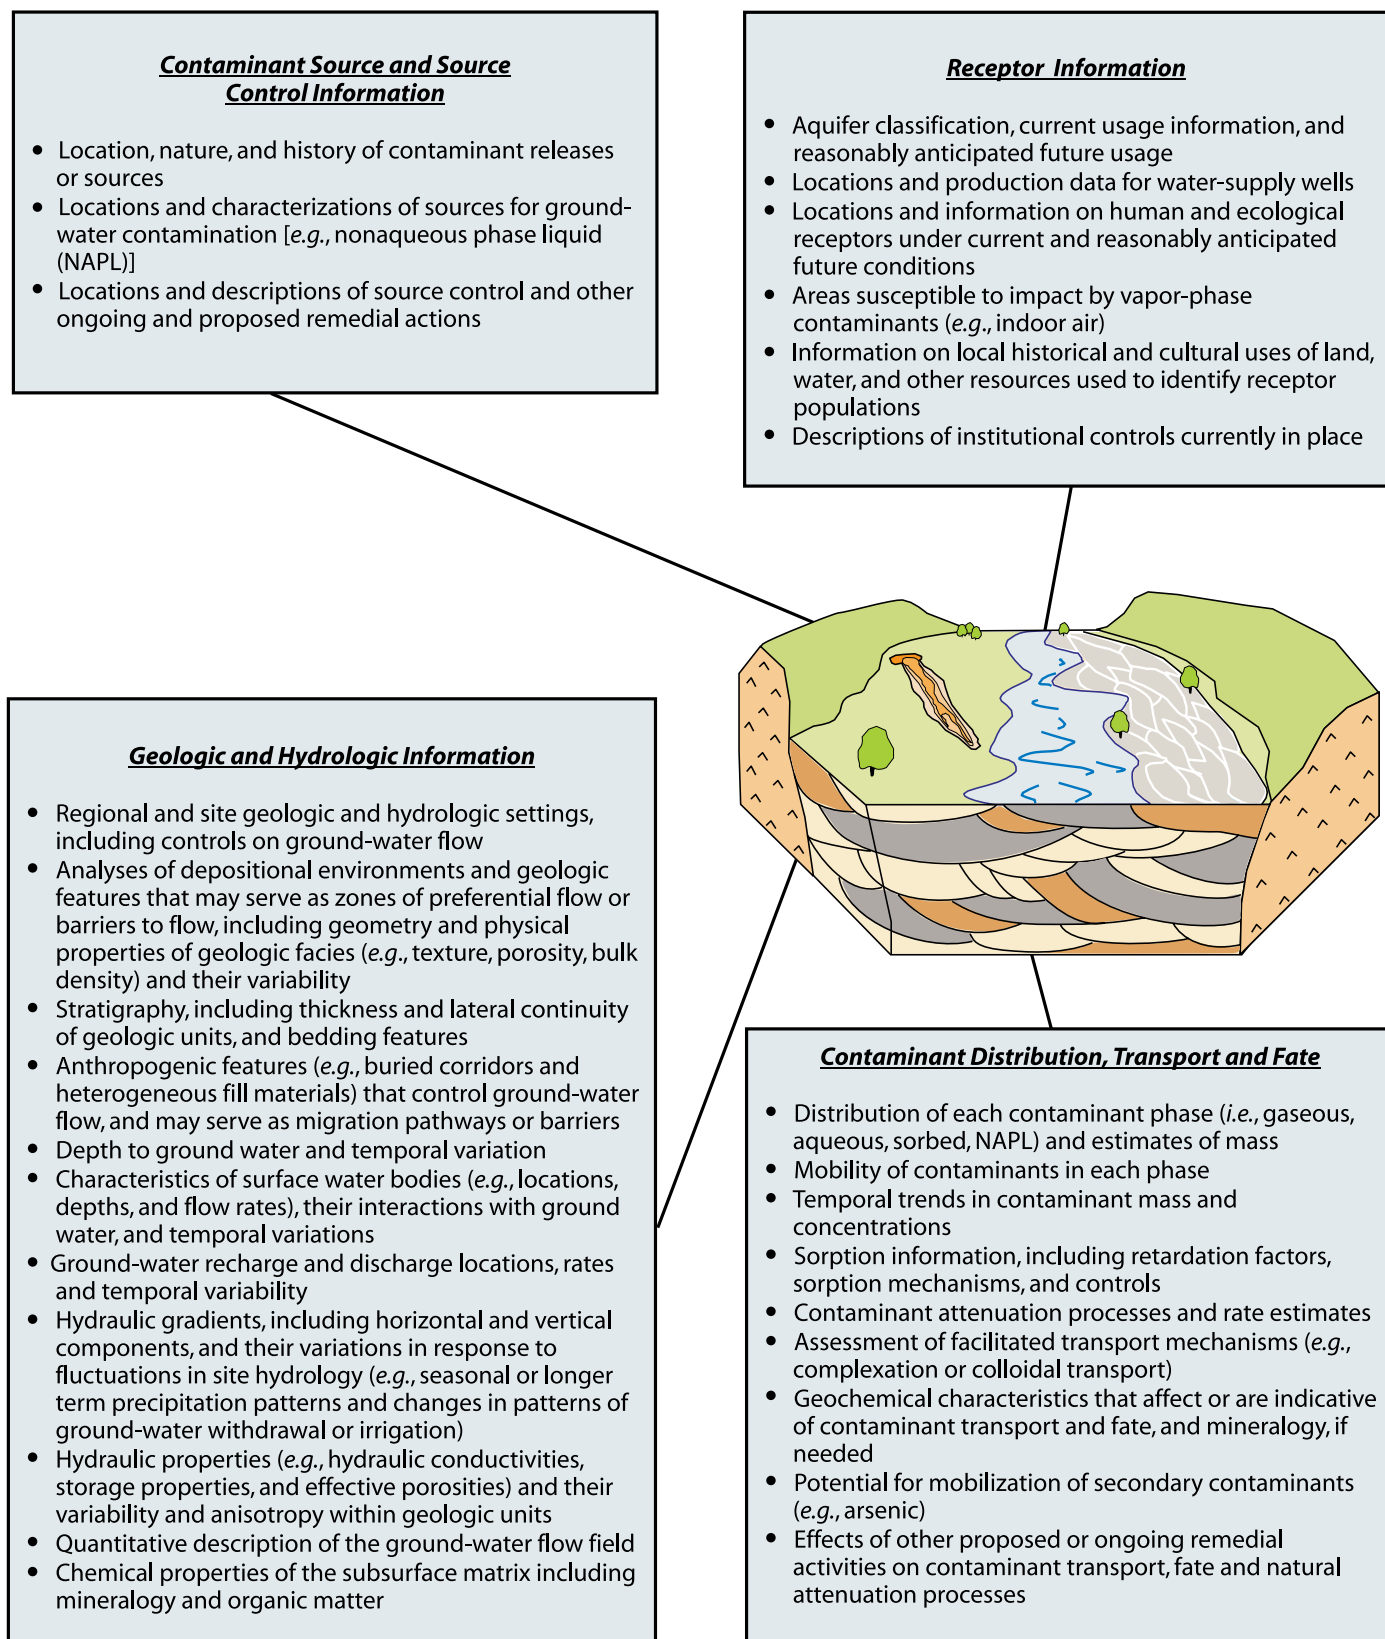 Contaminant Source and Source
Control Information
• Location, nature, and history of contaminant releases
or sources
• Locations and characterizations of sources for ground-
water contamination [e.g., nonaqueous phase liquid
(NAPL)]
• Locations and descriptions of source control and other
ongoing and proposed remedial actions
Receptor Information
• Aquifer classification, current usage information, and
reasonably anticipated future usage
• Locations and production data for water-supply wells
• Locations and information on human and ecological
receptors under current and reasonably anticipated
future conditions
• Areas susceptible to impact by vapor-phase
contaminants (e.g., indoor air)
• Information on local historical and cultural uses of land,
water, and other resources used to identify receptor
populations
• Descriptions of institutional controls currently in place
Geologic and Hydrologic Information
• Regional and site geologic and hydrologic settings,
including controls on ground-water flow
• Analyses of depositional environments and geologic
features that may serve as zones of preferential flow or
barriers to flow, including geometry and physical
properties of geologic facies (e.g., texture, porosity, bulk
density) and their variability
• Stratigraphy, including thickness and lateral continuity
of geologic units, and bedding features
• Anthropogenic features (e.g., buried corridors and
heterogeneous fill materials) that control ground-water
flow, and may serve as migration pathways or barriers
• Depth to ground water and temporal variation
• Characteristics of surface water bodies (e.g., locations,
depths, and flow rates), their interactions with ground
water, and temporal variations
• Ground-water recharge and discharge locations, rates
and temporal variability
• Hydraulic gradients, including horizontal and vertical
components, and their variations in response to
fluctuations in site hydrology (e.g., seasonal or longer
term precipitation patterns and changes in patterns of
ground-water withdrawal or irrigation)
• Hydraulic properties (e.g., hydraulic conductivities,
storage properties, and effective porosities) and their
variability and anisotropy within geologic units
• Quantitative description of the ground-water flow field
• Chemical properties of the subsurface matrix including
mineralogy and organic matter
Contaminant Distribution, Transport and Fate
• Distribution of each contaminant phase (i.e., gaseous,
aqueous, sorbed, NAPL) and estimates of mass
• Mobility of contaminants in each phase
• Temporal trends in contaminant mass and
concentrations
• Sorption information, including retardation factors,
sorption mechanisms, and controls
• Contaminant attenuation processes and rate estimates
• Assessment of facilitated transport mechanisms (e.g.,
complexation or colloidal transport)
• Geochemical characteristics that affect or are indicative
of contaminant transport and fate, and mineralogy, if
needed
• Potential for mobilization of secondary contaminants
(e.g., arsenic)
• Effects of other proposed or ongoing remedial
activities on contaminant transport, fate and natural
attenuation processes